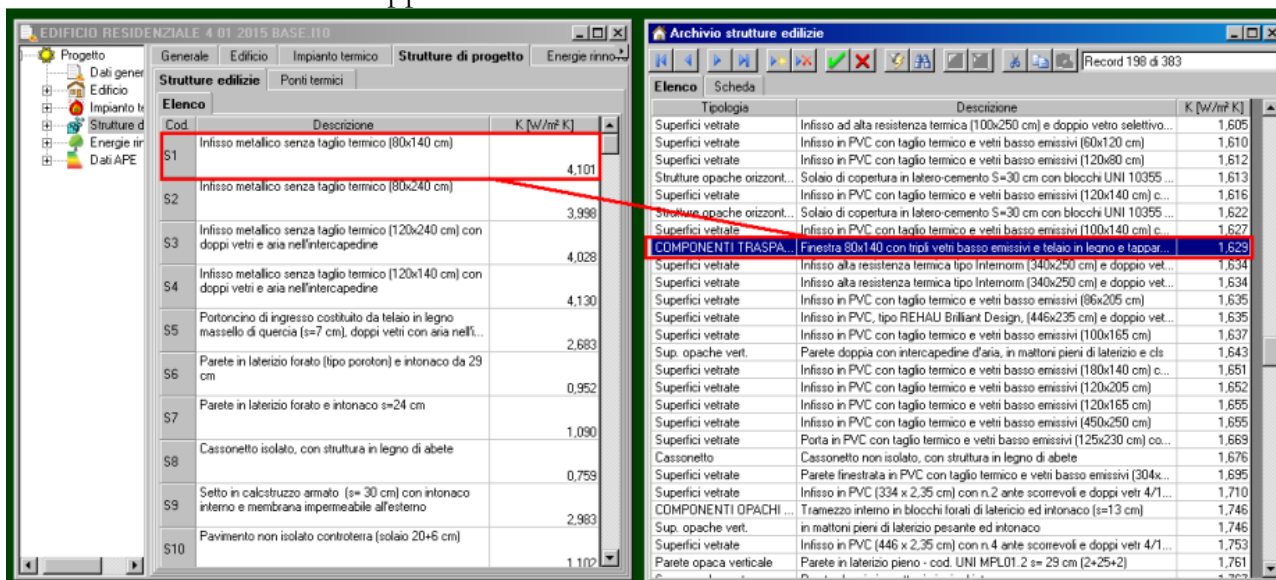 EDIFICIO RESIDENZIALE 4 01 2015 BASE.I10
Progetto
Dati gener
Edificio
Impianto te
Strutture d
Energie rin
Dati APE
Generale Edificio Impianto termico Strutture di progetto Energie rinno
Strutture edilizie Ponti termici
Elenco
Cod. Descrizione K [W/m² K]
S1 Infisso metallico senza taglio termico (80x140 cm) 4,101
S2 Infisso metallico senza taglio termico (80x240 cm) 3,998
S3 Infisso metallico senza taglio termico (120x240 cm) con
doppi vetri e aria nell'intercapedine 4,028
S4 Infisso metallico senza taglio termico (120x140 cm) con
doppi vetri e aria nell'intercapedine 4,130
S5 Portoncino di ingresso costituito da telaio in legno
massello di quercia (s=7 cm), doppi vetri con aria nell'i... 2,683
S6 Parete in laterizio forato (tipo poroton) e intonaco da 29
cm 0,952
S7 Parete in laterizio forato e intonaco s=24 cm 1,090
S8 Cassonetto isolato, con struttura in legno di abete 0,759
S9 Setto in calcstruzzo armato (s= 30 cm) con intonaco
interno e membrana impermeabile all'esterno 2,983
S10 Pavimento non isolato controterra (solaio 20+6 cm) 1,102
Archivio strutture edilizie
Record 198 di 383
Elenco Scheda
Tipologia Descrizione K [W/m² K]
Superfici vetrate Infisso ad alta resistenza termica (100x250 cm) e doppio vetro selettivo... 1,605
Superfici vetrate Infisso in PVC con taglio termico e vetri basso emissivi (60x120 cm) 1,610
Superfici vetrate Infisso in PVC con taglio termico e vetri basso emissivi (120x80 cm) 1,612
Strutture opache orizzont... Solaio di copertura in latero-cemento S=30 cm con blocchi UNI 10355 ... 1,613
Superfici vetrate Infisso in PVC con taglio termico e vetri basso emissivi (120x140 cm) c... 1,616
Strutture opache orizzont... Solaio di copertura in latero-cemento S=30 cm con blocchi UNI 10355 ... 1,622
Superfici vetrate Infisso in PVC con taglio termico e vetri basso emissivi (100x140 cm) c... 1,627
COMPONENTI TRASPA... Finestra 80x140 con tripli vetri basso emissivi e telaio in legno e tappar... 1,629
Superfici vetrate Infisso alta resistenza termica tipo Internorm (340x250 cm) e doppio vet... 1,634
Superfici vetrate Infisso alta resistenza termica tipo Internorm (340x250 cm) e doppio vet... 1,634
Superfici vetrate Infisso in PVC con taglio termico e vetri basso emissivi (86x205 cm) 1,635
Superfici vetrate Infisso in PVC, tipo REHAU Brilliant Design, (446x235 cm) e doppio vet... 1,635
Superfici vetrate Infisso in PVC con taglio termico e vetri basso emissivi (100x165 cm) 1,637
Sup. opache vert. Parete doppia con intercapedine d'aria, in mattoni pieni di laterizio e cls 1,643
Superfici vetrate Infisso in PVC con taglio termico e vetri basso emissivi (180x140 cm) c... 1,651
Superfici vetrate Infisso in PVC con taglio termico e vetri basso emissivi (120x205 cm) 1,652
Superfici vetrate Infisso in PVC con taglio termico e vetri basso emissivi (120x165 cm) 1,655
Superfici vetrate Infisso in PVC con taglio termico e vetri basso emissivi (450x250 cm) 1,655
Superfici vetrate Porta in PVC con taglio termico e vetri basso emissivi (125x230 cm) co... 1,669
Cassonetto Cassonetto non isolato, con struttura in legno di abete 1,676
Superfici vetrate Parete finestrata in PVC con taglio termico e vetri basso emissivi (304x... 1,695
Superfici vetrate Infisso in PVC (334 x 2,35 cm) con n.2 ante scorrevoli e doppi vetr 4/1... 1,710
COMPONENTI OPACHI ... Tramezzo interno in blocchi forati di latericio ed intonaco (s=13 cm) 1,746
Sup. opache vert. in mattoni pieni di laterizio pesante ed intonaco 1,746
Superfici vetrate Infisso in PVC (446 x 2,35 cm) con n.4 ante scorrevoli e doppi vetr 4/1... 1,753
Parete opaca verticale Parete in laterizio pieno - cod. UNI MPL01.2 s= 29 cm (2+25+2) 1,761